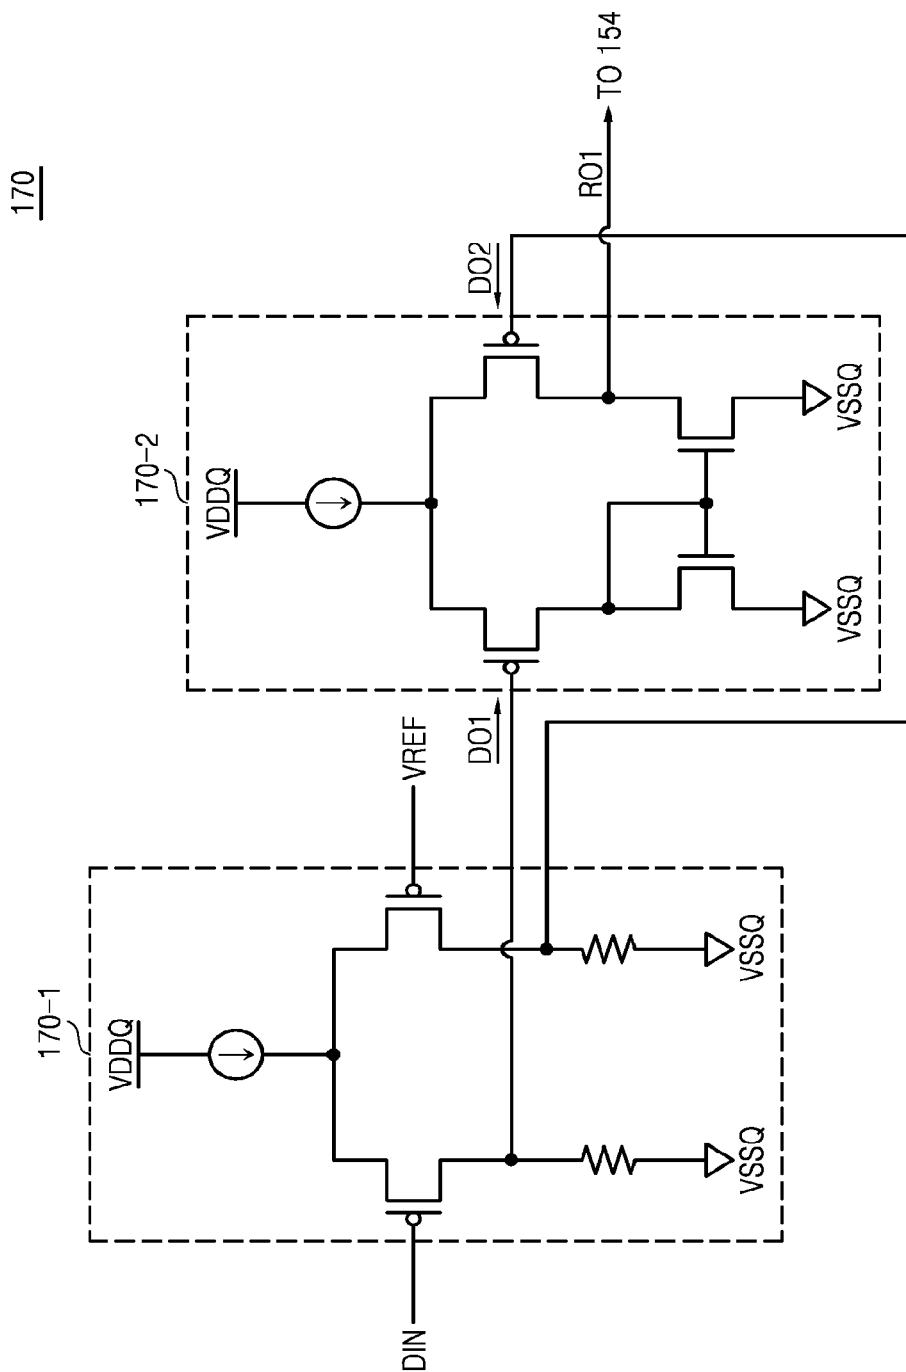 170
170-1
VDDQ
DIN
VREF
VSSQ
VSSQ
170-2
VDDQ
DO1
DO2
RO1
TO 154
VSSQ
VSSQ